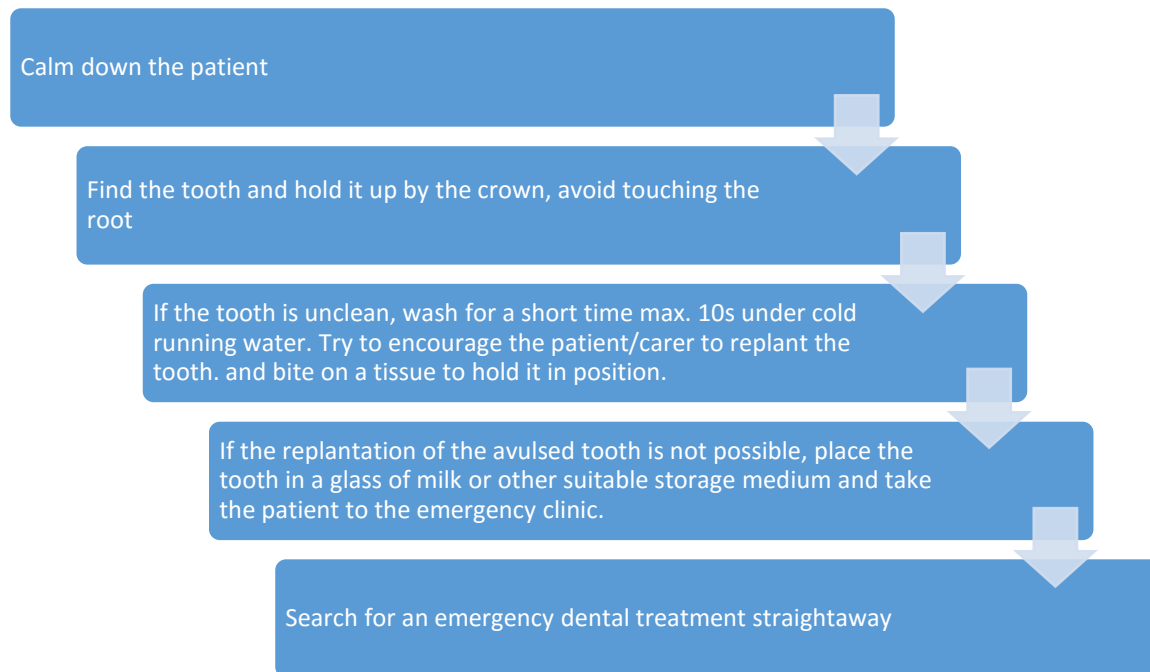 Calm down the patient
Find the tooth and hold it up by the crown, avoid touching the
root
If the tooth is unclean, wash for a short time max. 10s under cold
running water. Try to encourage the patient/carer to replant the
tooth. and bite on a tissue to hold it in position.
If the replantation of the avulsed tooth is not possible, place the
tooth in a glass of milk or other suitable storage medium and take
the patient to the emergency clinic.
Search for an emergency dental treatment straightaway